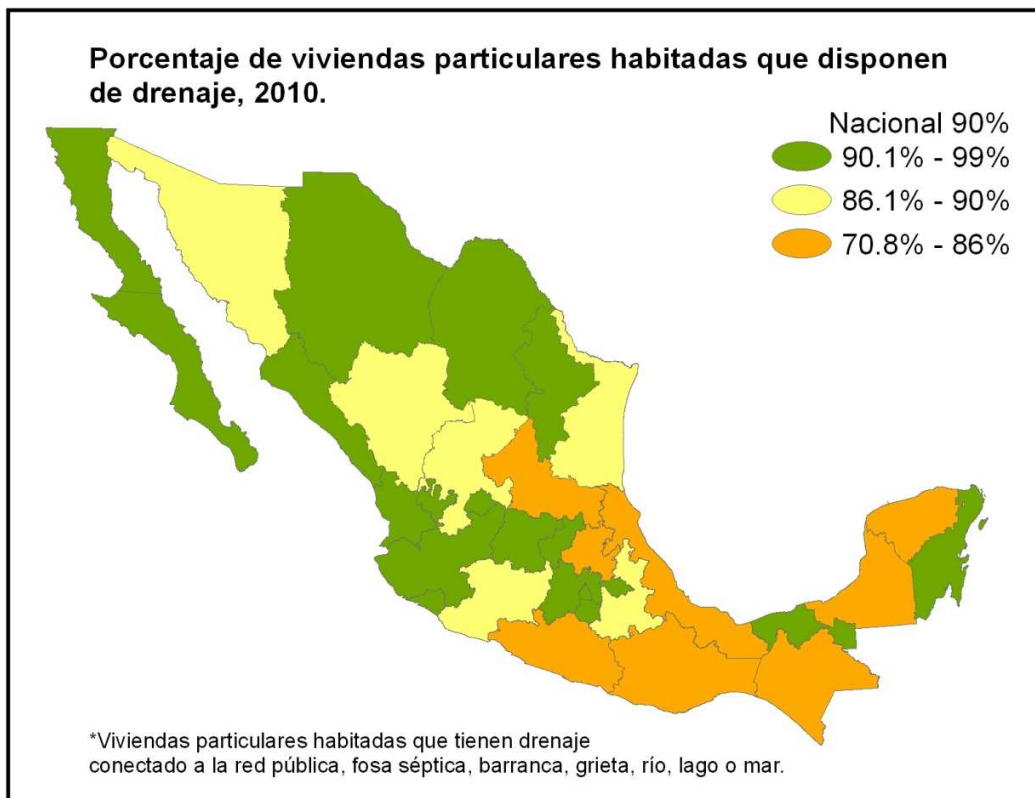 Porcentaje de viviendas particulares habitadas que disponen
de drenaje, 2010.
Nacional 90%
90.1% - 99%
86.1% - 90%
70.8% - 86%
*Viviendas particulares habitadas que tienen drenaje
conectado a la red pública, fosa séptica, barranca, grieta, río, lago o mar.